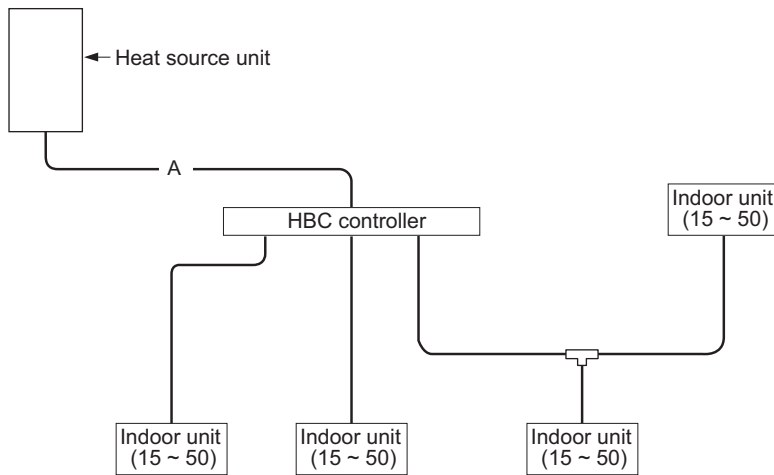 Heat source unit
A
HBC controller
Indoor unit
(15 ~ 50)
Indoor unit
(15 ~ 50)
Indoor unit
(15 ~ 50)
Indoor unit
(15 ~ 50)